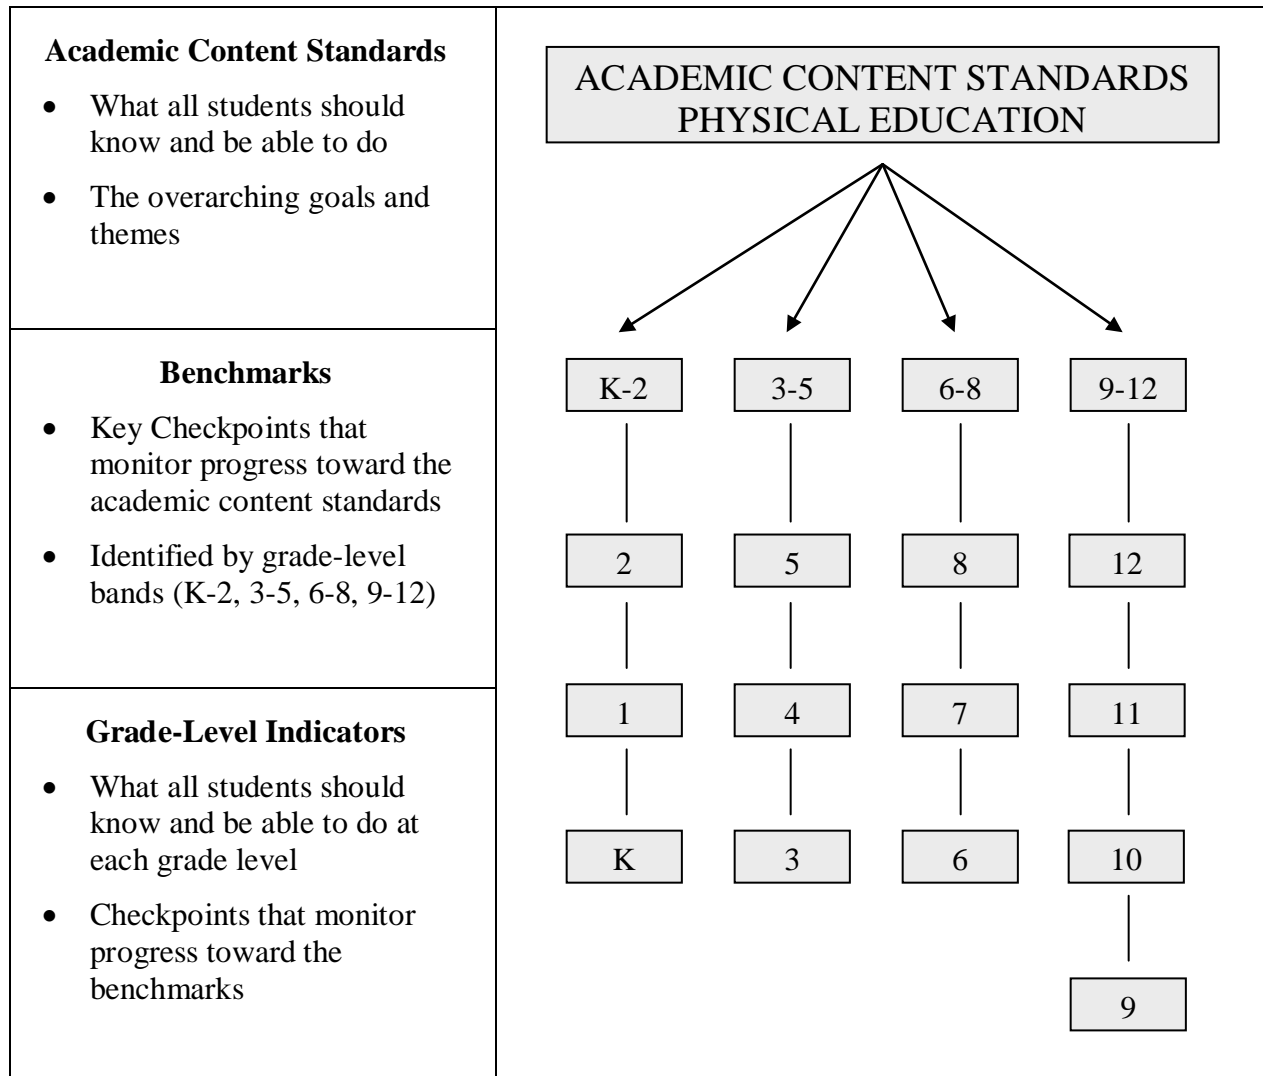 Academic Content Standards
• What all students should
know and be able to do
• The overarching goals and
themes
Benchmarks
• Key Checkpoints that
monitor progress toward the
academic content standards
• Identified by grade-level
bands (K-2, 3-5, 6-8, 9-12)
Grade-Level Indicators
• What all students should
know and be able to do at
each grade level
• Checkpoints that monitor
progress toward the
benchmarks
ACADEMIC CONTENT STANDARDS
PHYSICAL EDUCATION
K-2 3-5 6-8 9-12
2 5 8 12
1 4 7 11
K 3 6 10
9